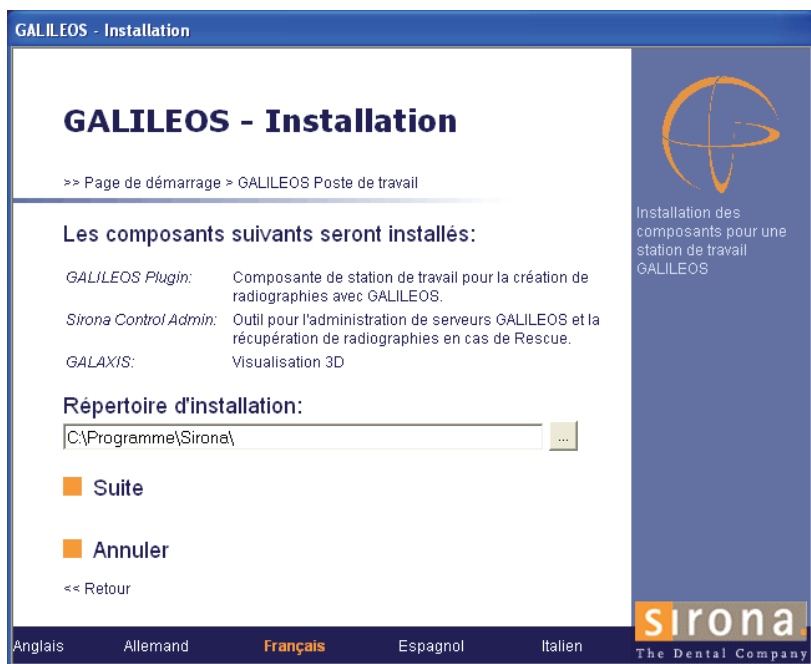 GALILEOS - Installation
GALILEOS - Installation
>> Page de démarrage > GALILEOS Poste de travail
Les composants suivants seront installés:
GALILEOS Plugin: Composante de station de travail pour la création de
radiographies avec GALILEOS.
Sirona Control Admin: Outil pour l'administration de serveurs GALILEOS et la
récupération de radiographies en cas de Rescue.
GALAXIS: Visualisation 3D
Répertoire d'installation:
C:\Programme\Sirona\
...
Suite
Annuler
<< Retour
Installation des
composants pour une
station de travail
GALILEOS
Anglais Allemand Français Espagnol Italien
sirona.
The Dental Company